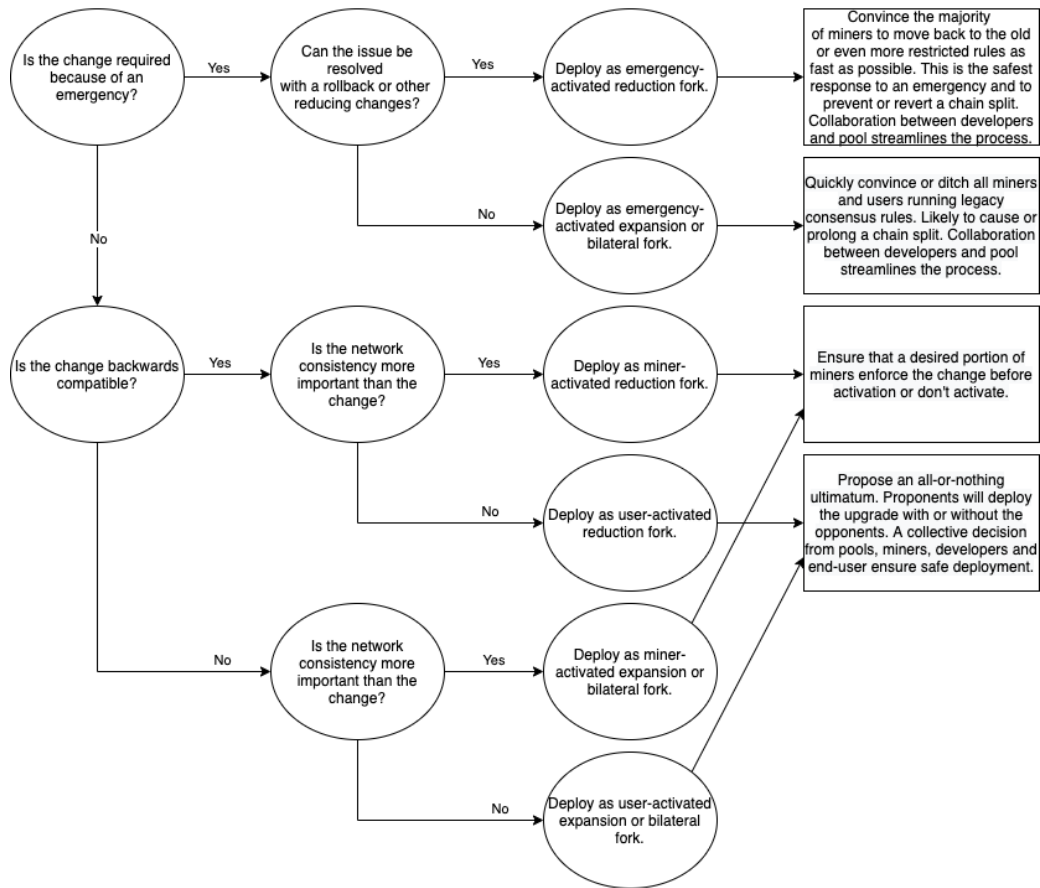 Is the change required
because of an
emergency?
Yes
Can the issue be
resolved
with a rollback or other
reducing changes?
Yes
Deploy as emergency-
activated reduction fork.
Convince the majority
of miners to move back to the old
or even more restricted rules as
fast as possible. This is the safest
response to an emergency and to
prevent or revert a chain split.
Collaboration between developers
and pool streamlines the process.
No
No
Deploy as emergency-
activated expansion or
bilateral fork.
Quickly convince or ditch all miners
and users running legacy
consensus rules. Likely to cause or
prolong a chain split. Collaboration
between developers and pool
streamlines the process.
Is the change backwards
compatible?
Yes
Is the network
consistency more
important than the
change?
Yes
Deploy as miner-
activated reduction fork.
Ensure that a desired portion of
miners enforce the change before
activation or don't activate.
No
Deploy as user-activated
reduction fork.
Propose an all-or-nothing
ultimatum. Proponents will deploy
the upgrade with or without the
opponents. A collective decision
from pools, miners, developers and
end-user ensure safe deployment.
No
Is the network
consistency more
important than the
change?
Yes
Deploy as miner-
activated expansion or
bilateral fork.
No
Deploy as user-activated
expansion or bilateral
fork.